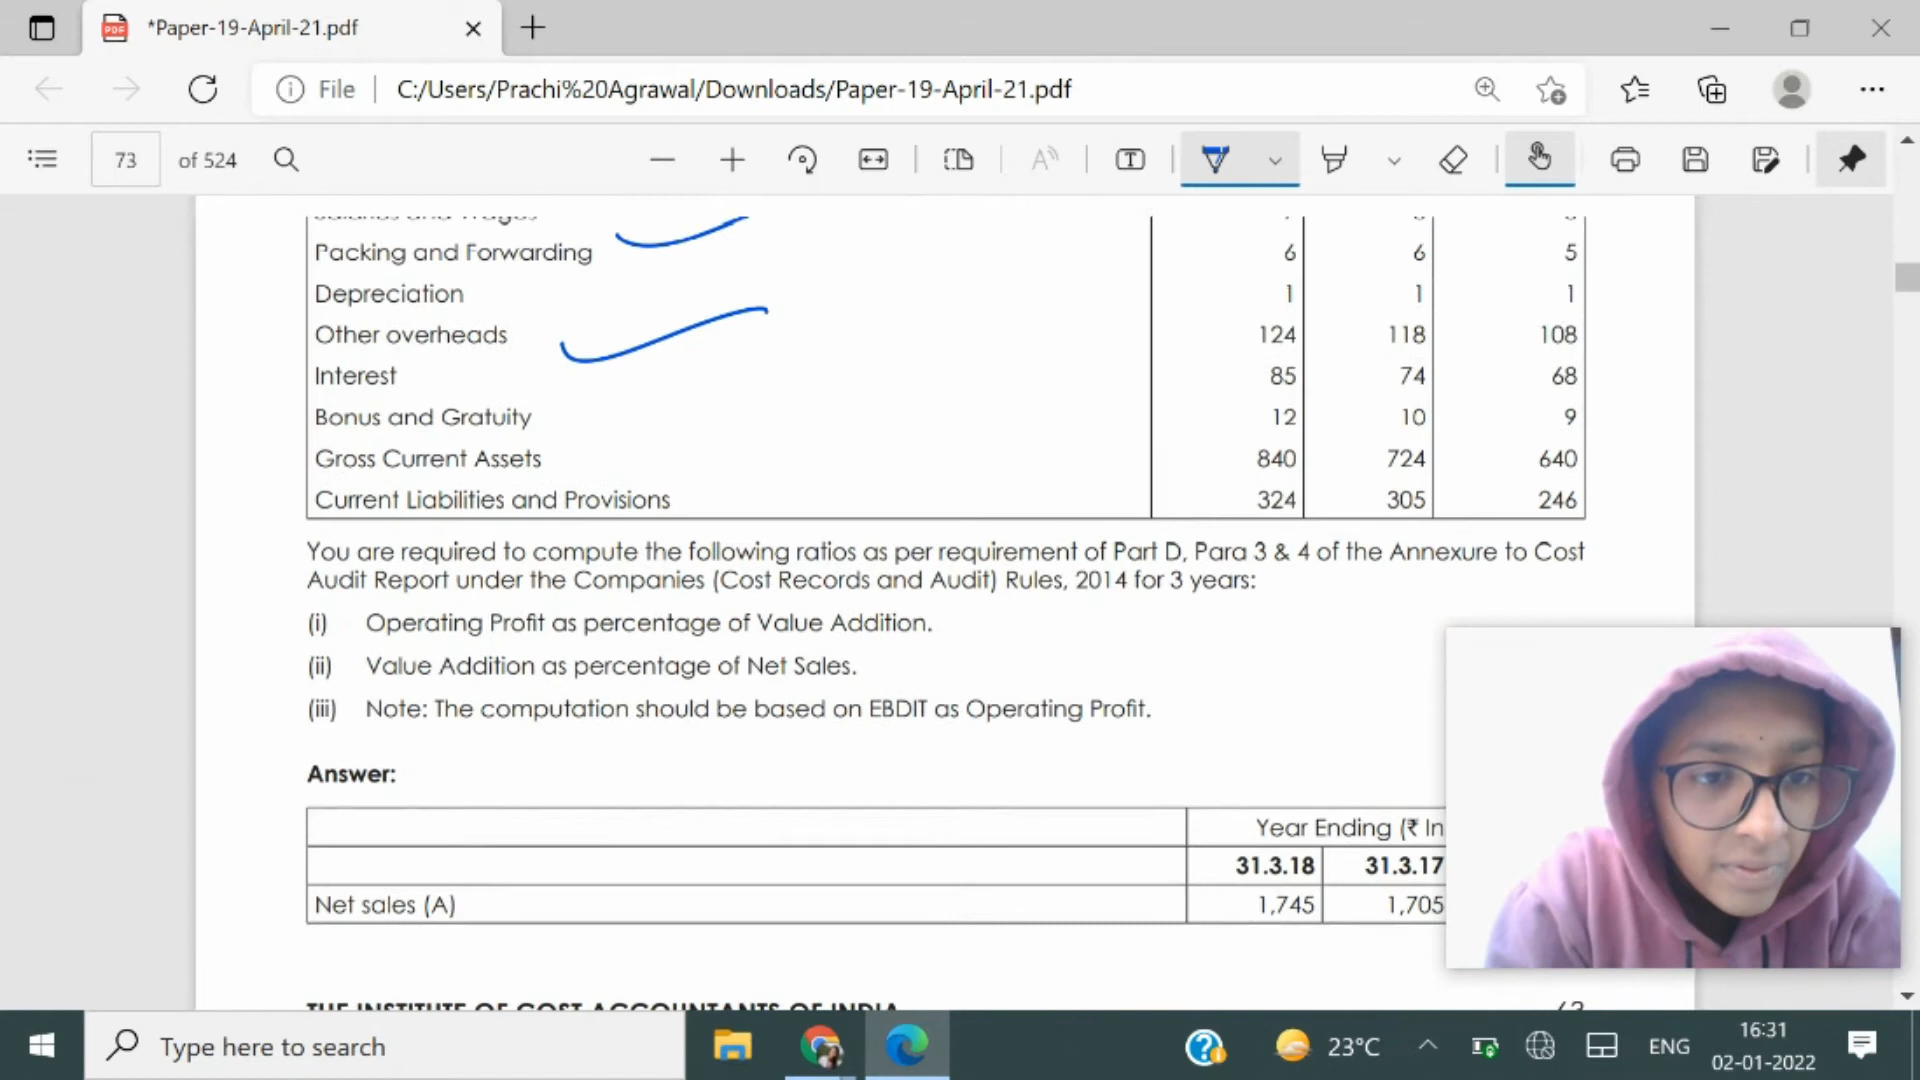 *Paper-19-April-21.pdf
File
C:/Users/Prachi%20Agrawal/Downloads/Paper-19-April-21.pdf
73 of 524
Packing and Forwarding 6 6 5
Depreciation 1 1 1
Other overheads 124 118 108
Interest 85 74 68
Bonus and Gratuity 12 10 9
Gross Current Assets 840 724 640
Current Liabilities and Provisions 324 305 246
You are required to compute the following ratios as per requirement of Part D, Para 3 & 4 of the Annexure to Cost
Audit Report under the Companies (Cost Records and Audit) Rules, 2014 for 3 years:
(i) Operating Profit as percentage of Value Addition.
(ii) Value Addition as percentage of Net Sales.
(iii) Note: The computation should be based on EBDIT as Operating Profit.
Answer:
Year Ending (₹ In
31.3.18 31.3.17
Net sales (A) 1,745 1,705
THE INSTITUTE OF COST ACCOUNTANTS OF INDIA
Type here to search
23°C
ENG
16:31
02-01-2022